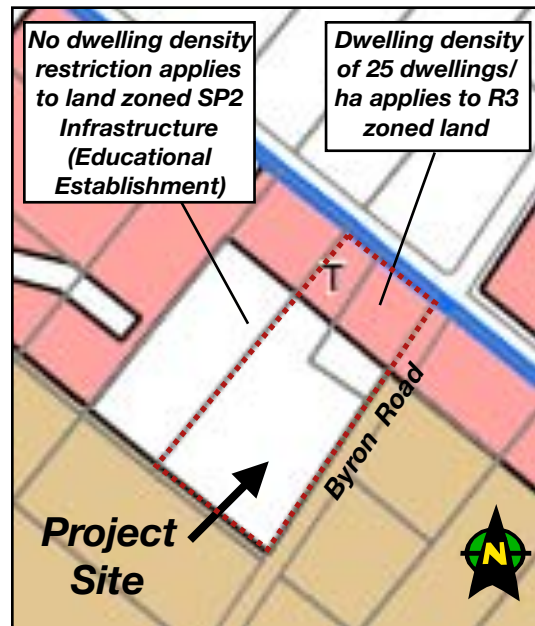 No dwelling density
restriction applies
to land zoned SP2
Infrastructure
(Educational
Establishment)
Dwelling density
of 25 dwellings/
ha applies to R3
zoned land
T
Byron Road
Project
Site
N